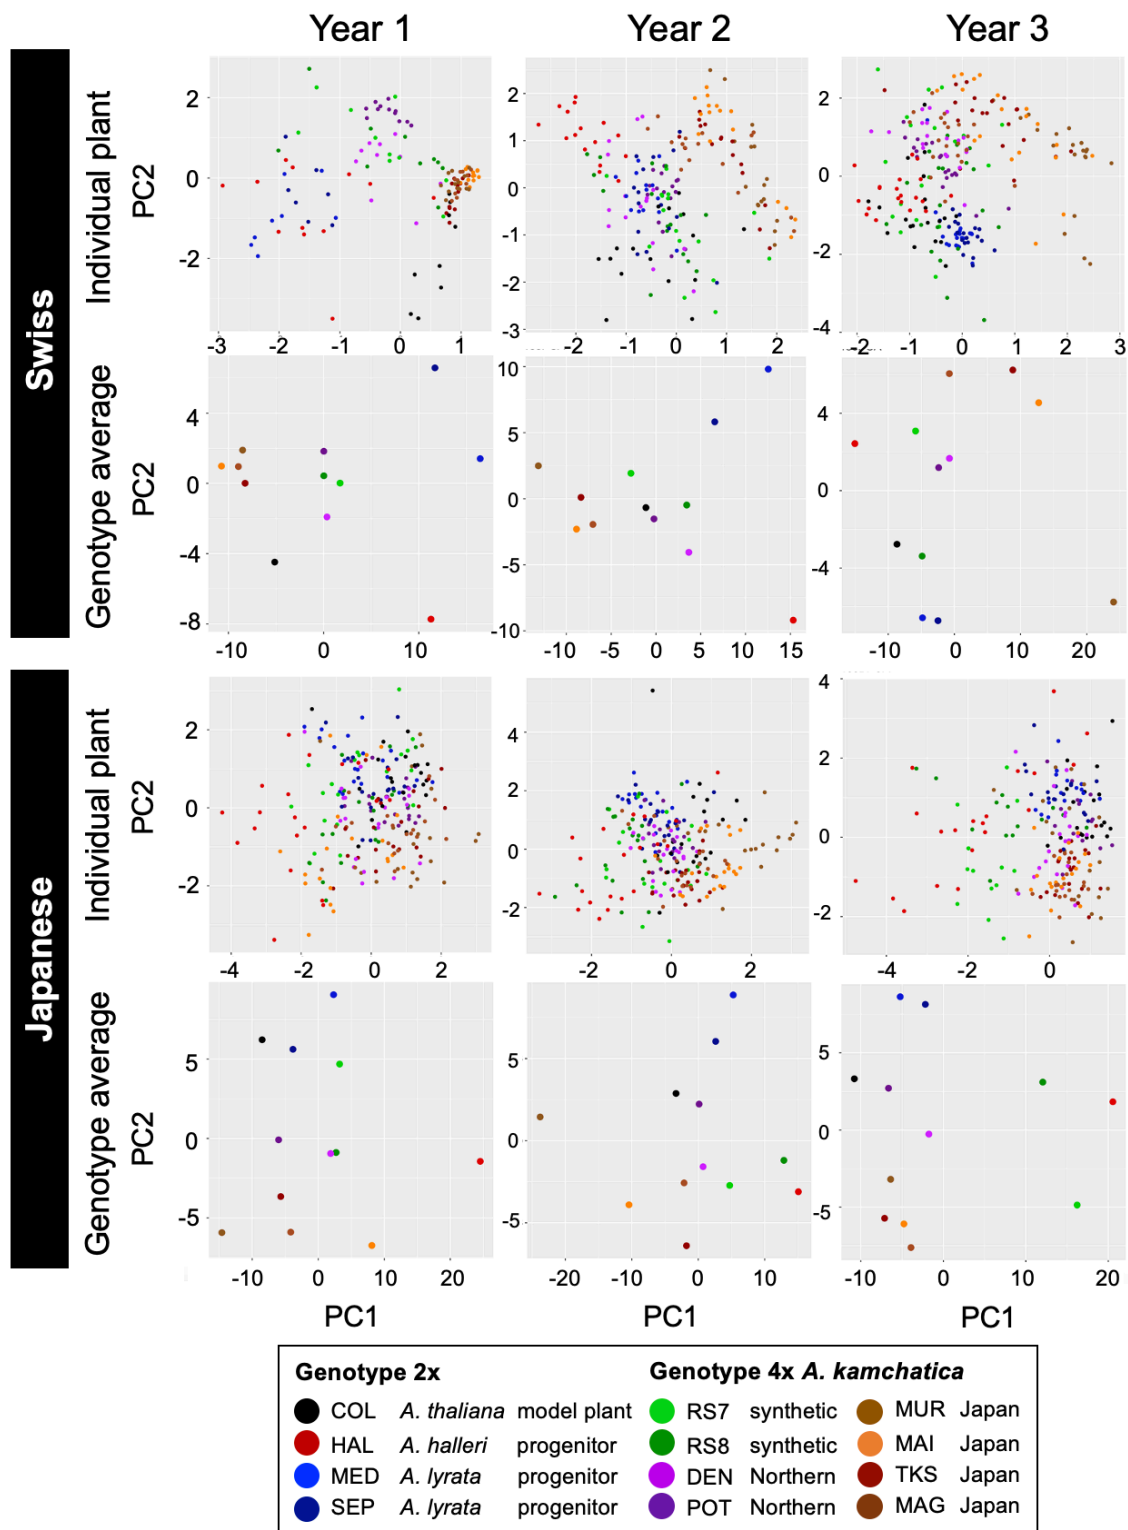 Year 1 Year 2 Year 3
Swiss
Individual plant
PC2
2
0
-2
-3 -2 -1 0 1
2
1
0
-1
-2
-3
-2 -1 0 1 2
2
0
-2
-4
-2 -1 0 1 2 3
Genotype average
PC2
4
0
-4
-8
-10 0 10
10
5
0
-5
-10
-10 -5 0 5 10 15
4
0
-4
-10 0 10 20
Japanese
Individual plant
PC2
2
0
-2
-4 -2 0 2
4
2
0
-2
-2 0 2
4
2
0
-2
-4 -2 0
Genotype average
PC2
5
0
-5
-10 0 10 20
5
0
-5
-20 -10 0 10
5
0
-5
-10 0 10 20
PC1 PC1 PC1
Genotype 2x Genotype 4x A. kamchatica
COL A. thaliana model plant RS7 synthetic MUR Japan
HAL A. halleri progenitor RS8 synthetic MAI Japan
MED A. lyrata progenitor DEN Northern TKS Japan
SEP A. lyrata progenitor POT Northern MAG Japan